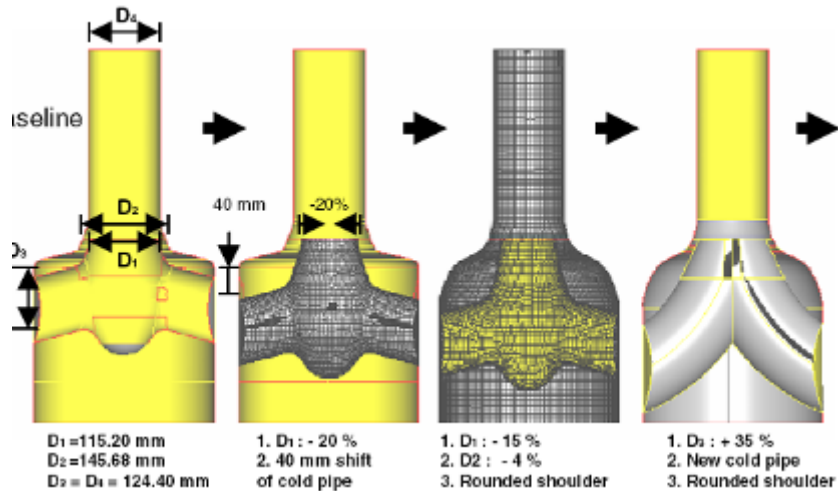 D₄
aseline
D₂
D₁
D₃
40 mm
-20%
D₁ =115.20 mm
D₂ =145.68 mm
D₃ = D₄ = 124.40 mm
1. D₁ : - 20 %
2. 40 mm shift
of cold pipe
1. D₁ : - 15 %
2. D2 : - 4 %
3. Rounded shoulder
1. D₃ : + 35 %
2. New cold pipe
3. Rounded shoulder